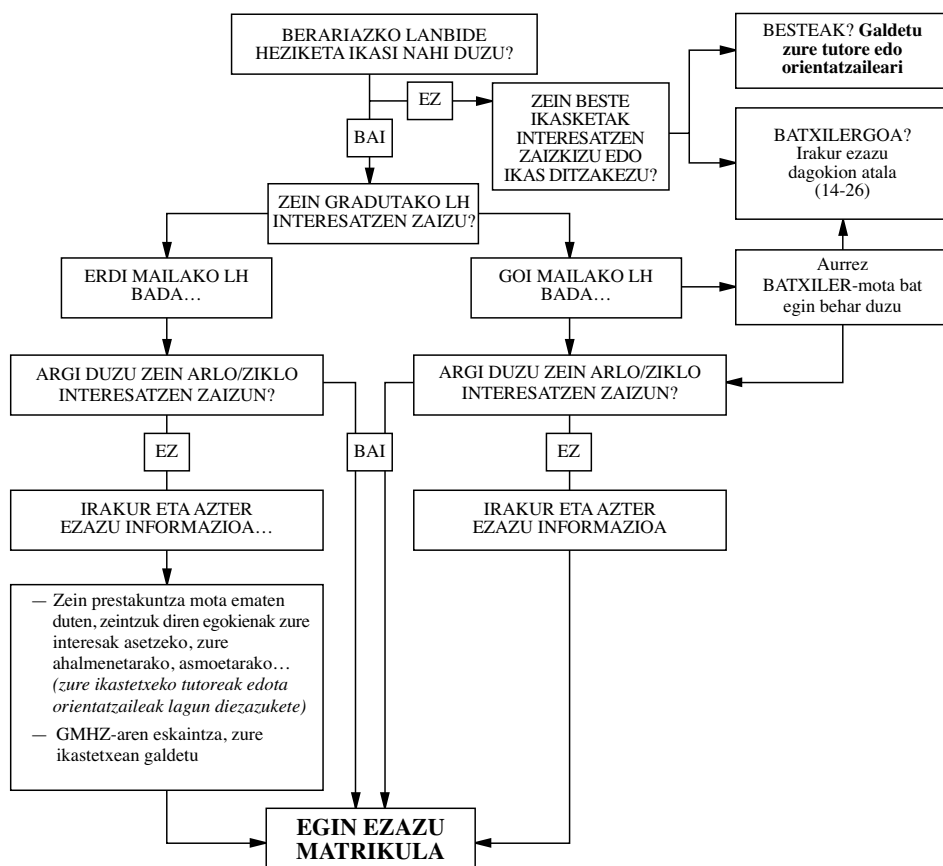 BERARIAZKO LANBIDE
HEZIKETA IKASI NAHI DUZU?
BESTEAK? Galdetu
zure tutore edo
orientatzaileari
EZ
ZEIN BESTE
IKASKETAK
INTERESATZEN
ZAIZKIZU EDO
IKAS DITZAKEZU?
BAI
BATXILERGOA?
Irakur ezazu
dagokion atala
(14-26)
ZEIN GRADUTAKO LH
INTERESATZEN ZAIZU?
ERDI MAILAKO LH
BADA…
GOI MAILAKO LH
BADA…
Aurrez
BATXILER-mota bat
egin behar duzu
ARGI DUZU ZEIN ARLO/ZIKLO
INTERESATZEN ZAIZUN?
ARGI DUZU ZEIN ARLO/ZIKLO
INTERESATZEN ZAIZUN?
EZ
BAI
EZ
IRAKUR ETA AZTER
EZAZU INFORMAZIOA…
IRAKUR ETA AZTER
EZAZU INFORMAZIOA
— Zein prestakuntza mota ematen
duten, zeintzuk diren egokienak zure
interesak asetzeko, zure
ahalmenetarako, asmoetarako…
(zure ikastetxeko tutoreak edota
orientatzaileak lagun diezazukete)
— GMHZ-aren eskaintza, zure
ikastetxean galdetu
EGIN EZAZU
MATRIKULA